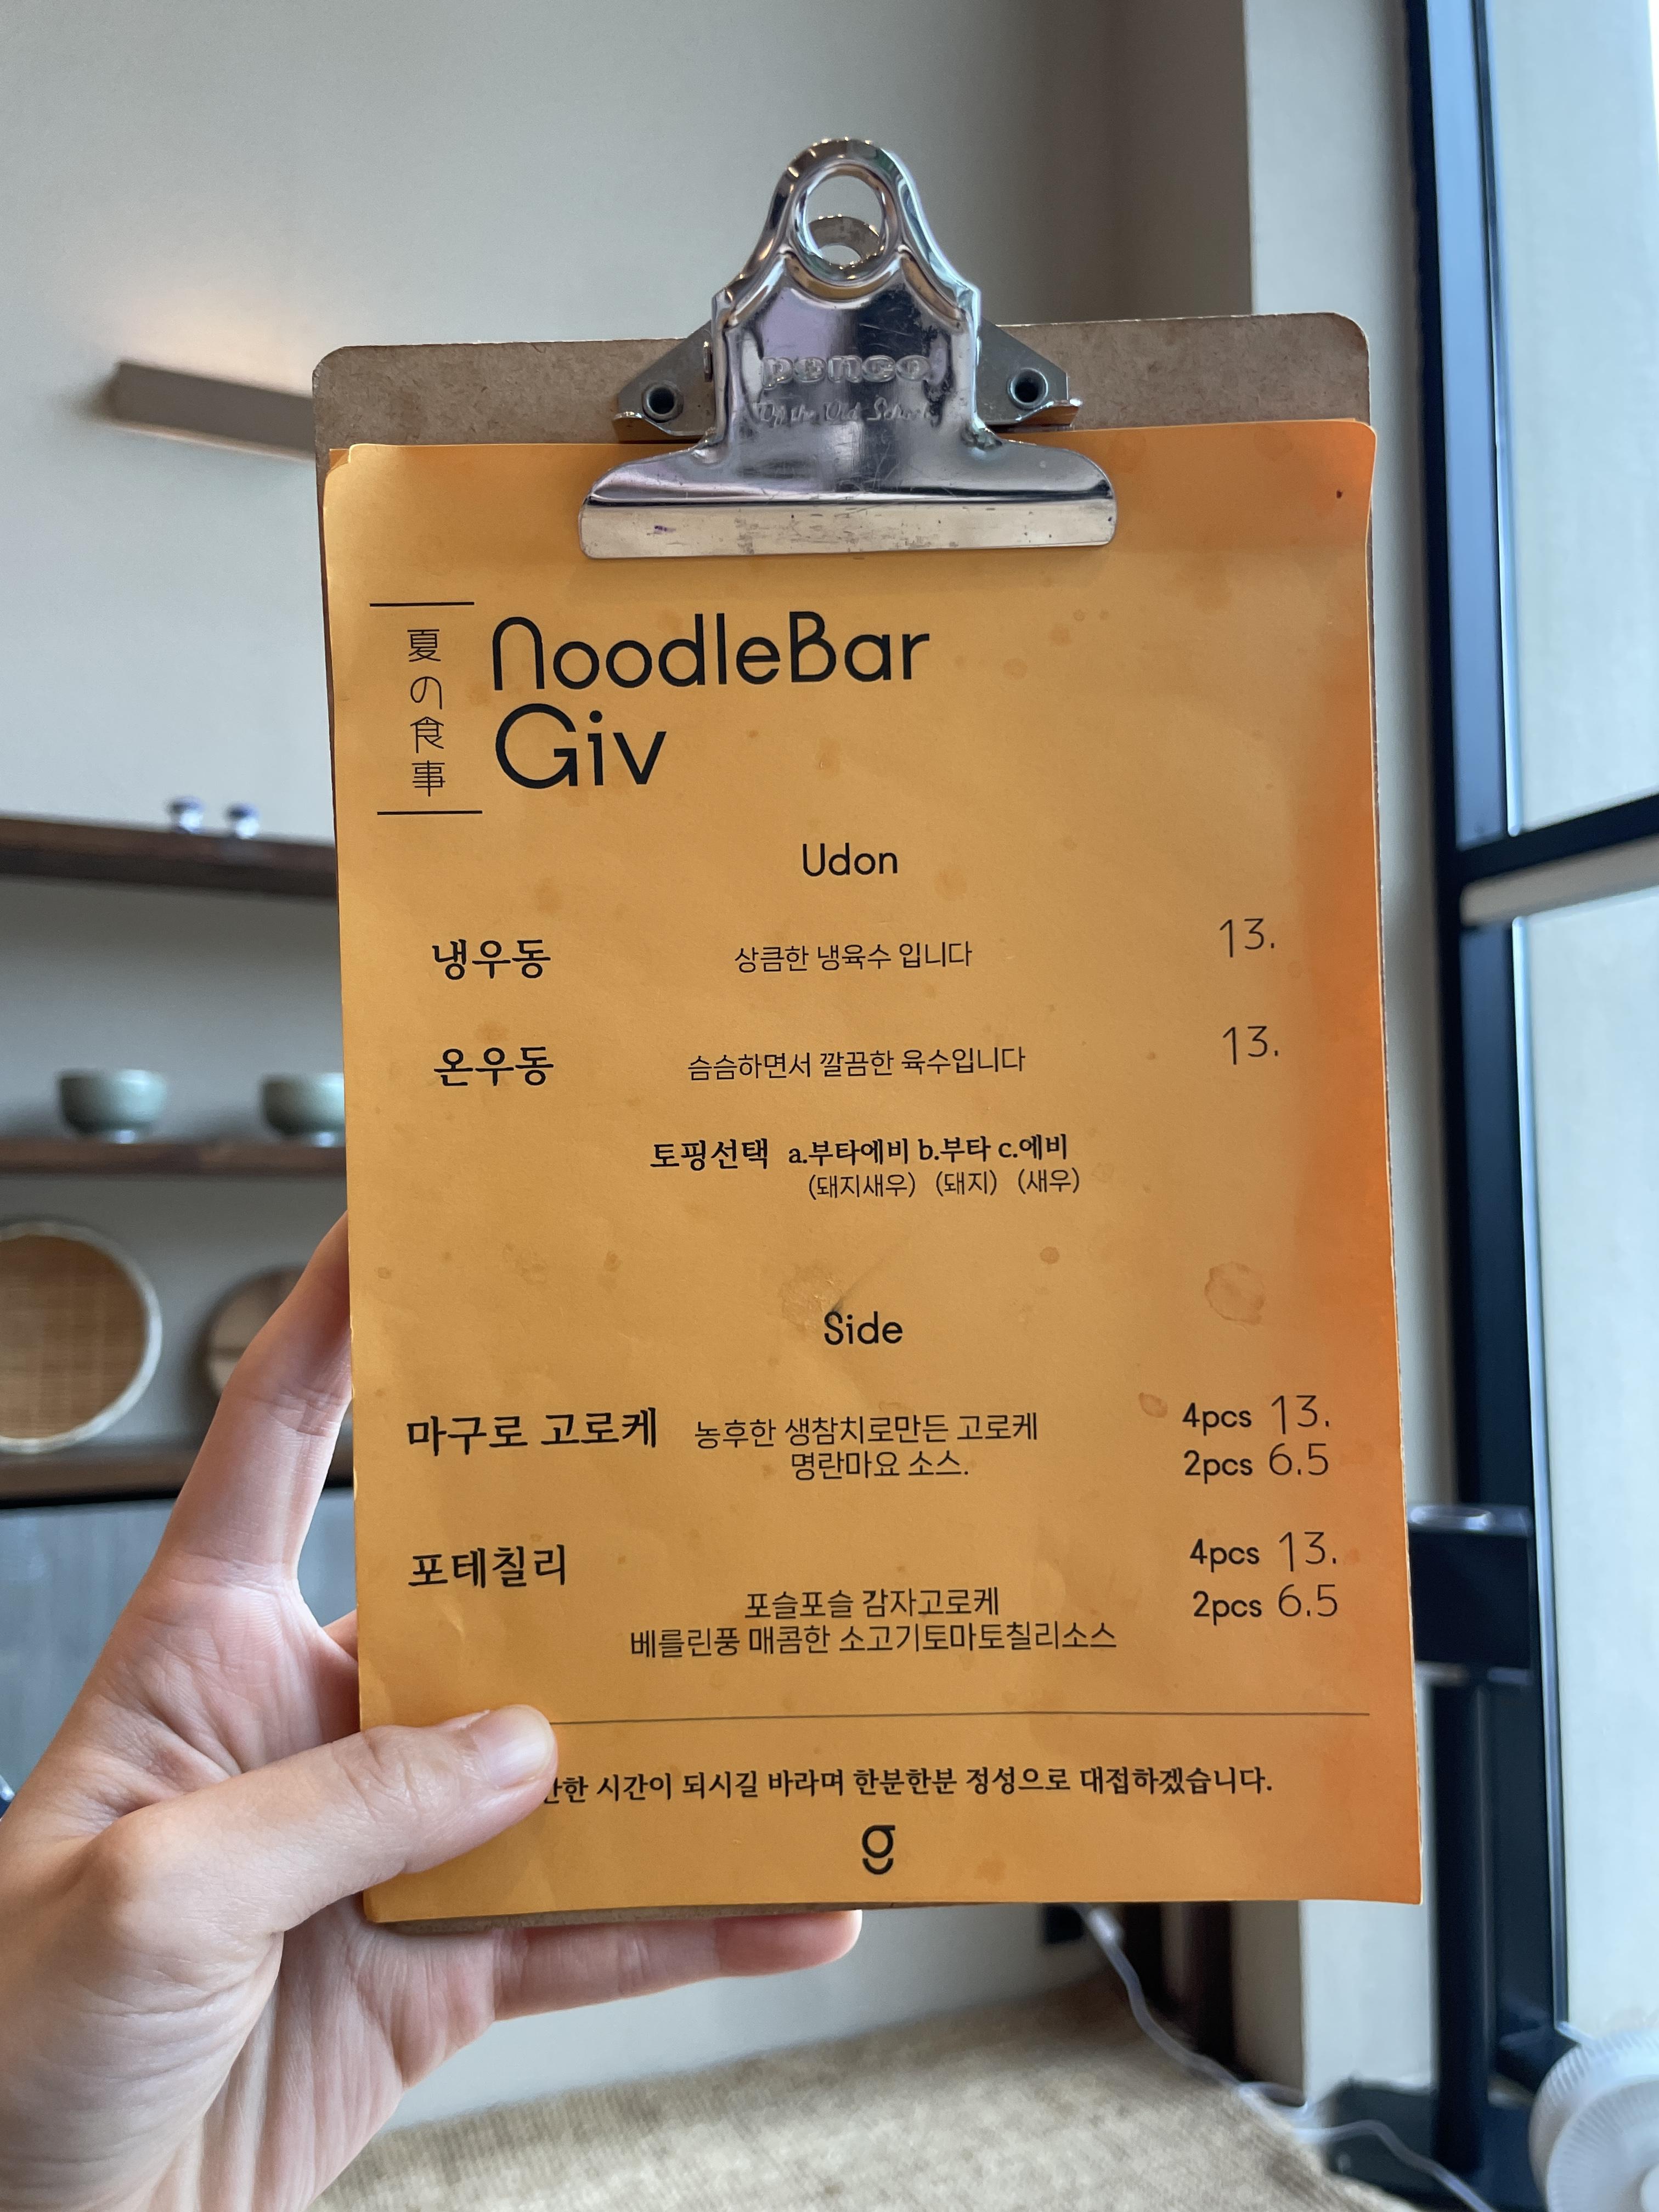 penco
夏の食事
NoodleBar
Giv
Udon
냉우동 상큼한 냉육수 입니다 13.
온우동 슴슴하면서 깔끔한 육수입니다 13.
토핑선택 a.부타에비 b.부타 c.에비
(돼지새우) (돼지) (새우)
Side
마구로 고로케 농후한 생참치로만든 고로케 4pcs 13.
명란마요 소스. 2pcs 6.5
포테칠리 4pcs 13.
포슬포슬 감자고로케 2pcs 6.5
베를린풍 매콤한 소고기토마토칠리소스
시간이 되시길 바라며 한분한분 정성으로 대접하겠습니다.
g